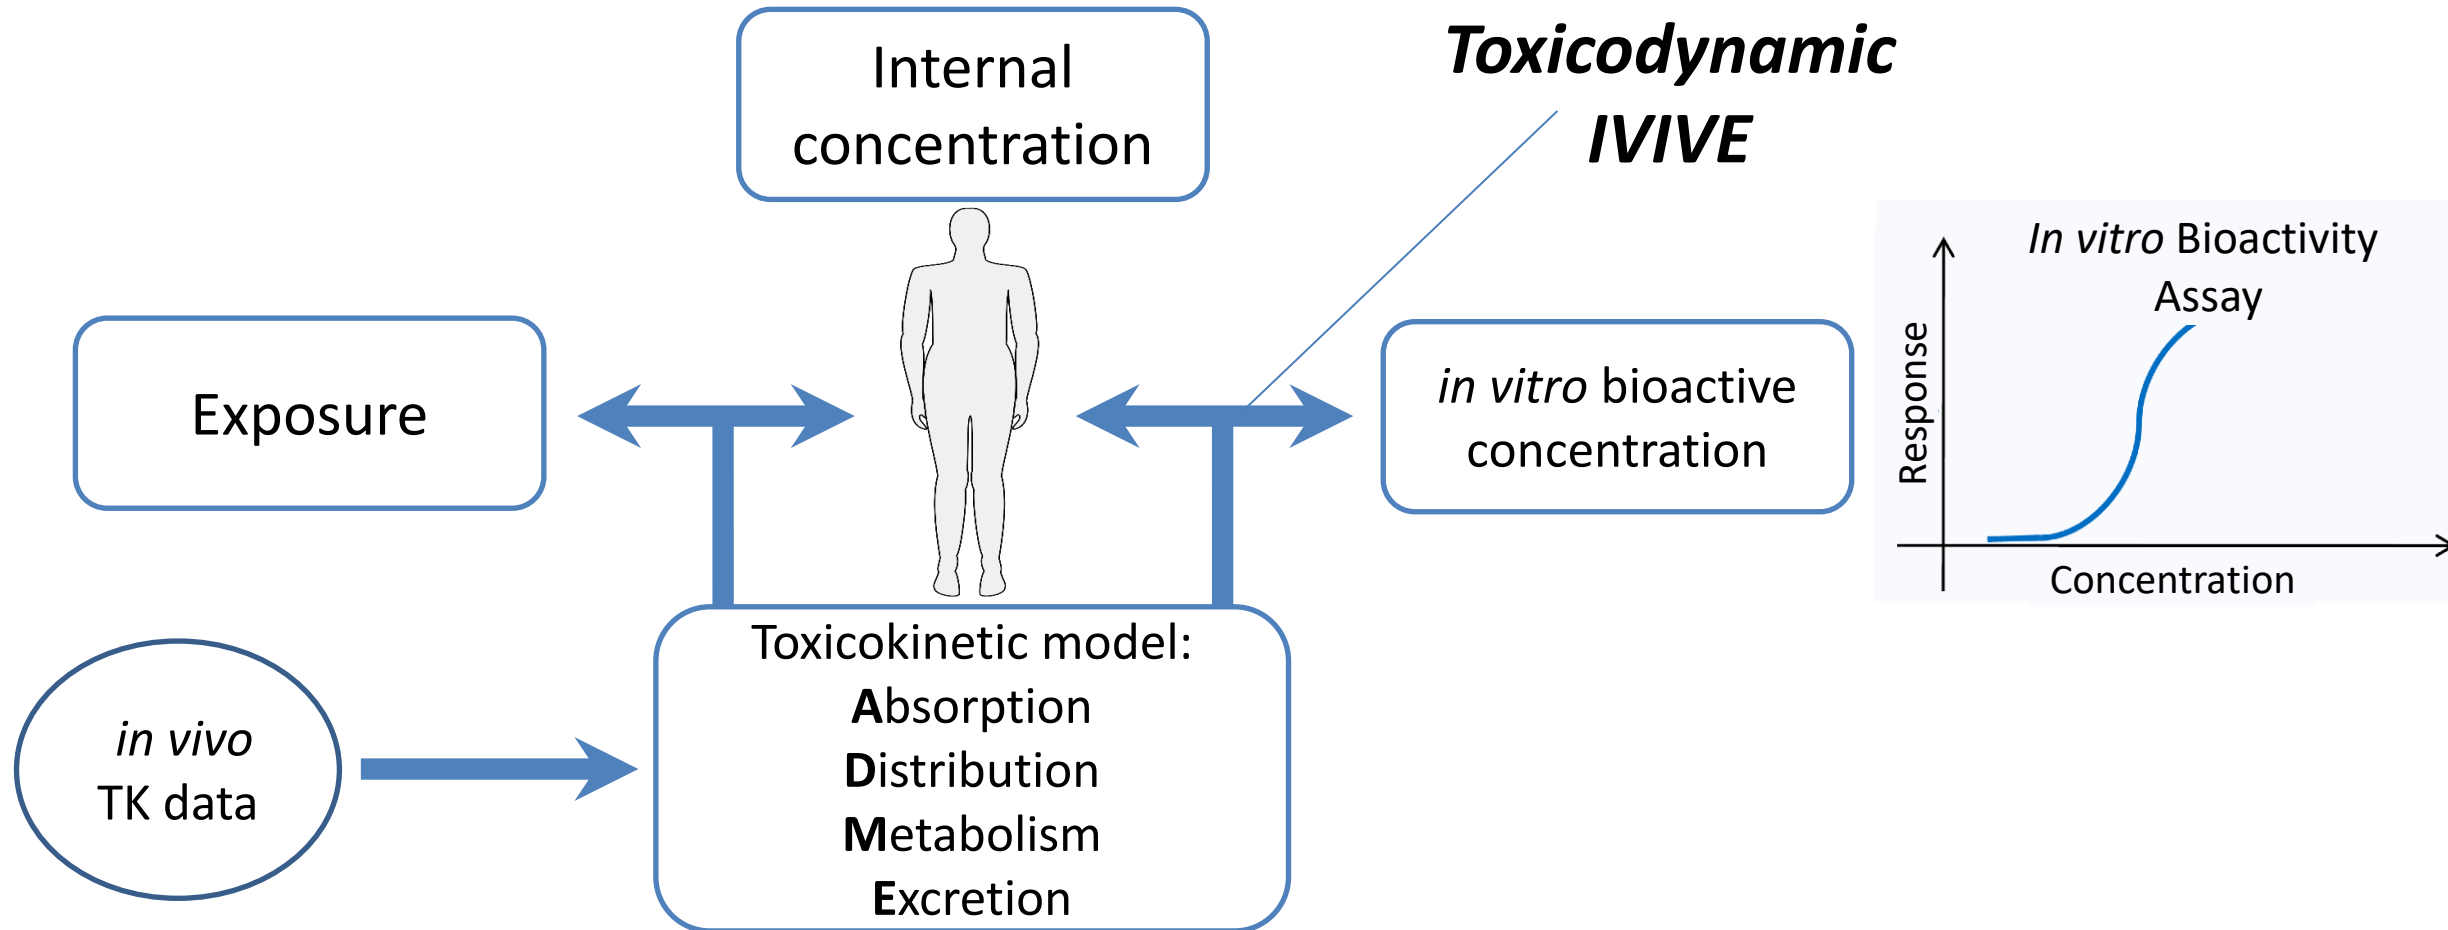 Internal
concentration
Toxicodynamic
IVIVE
In vitro Bioactivity
Assay
Response
Concentration
Exposure
in vitro bioactive
concentration
in vivo
TK data
Toxicokinetic model:
Absorption
Distribution
Metabolism
Excretion